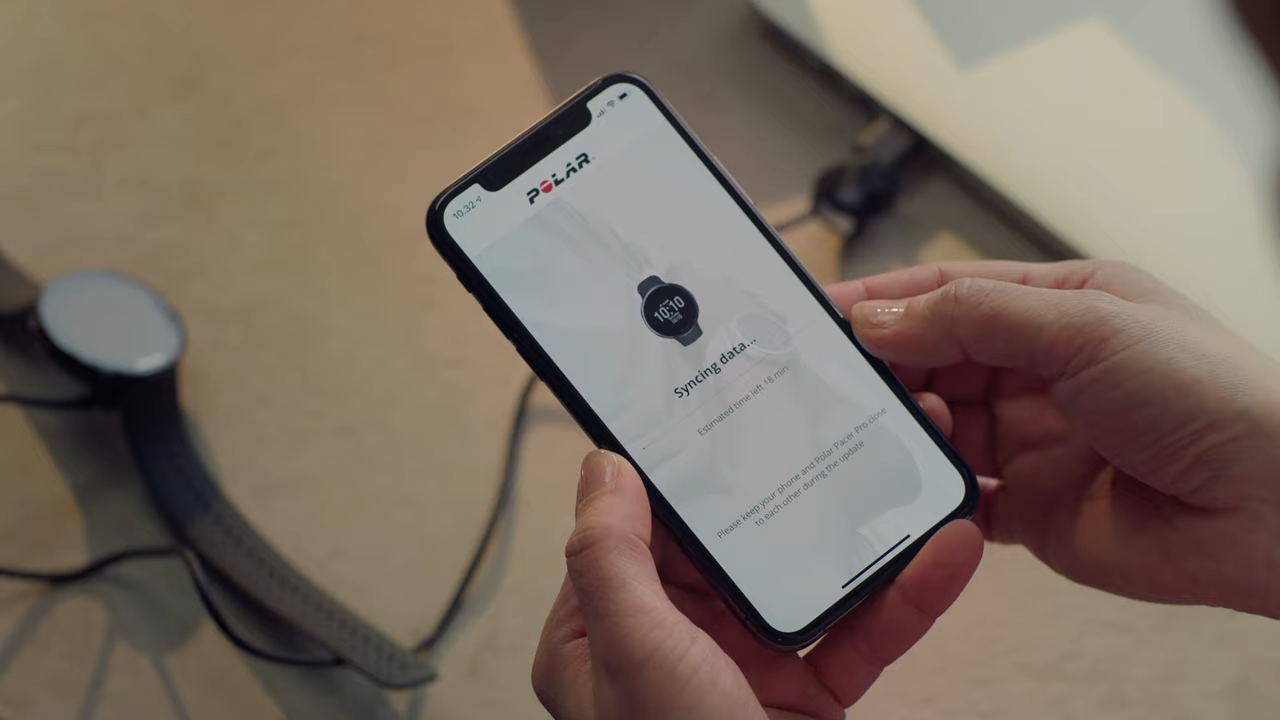 10.32
POLAR
10:10
Syncing data...
Estimated time left 18 min
Please keep your phone and Polar Pacer Pro close
to each other during the update